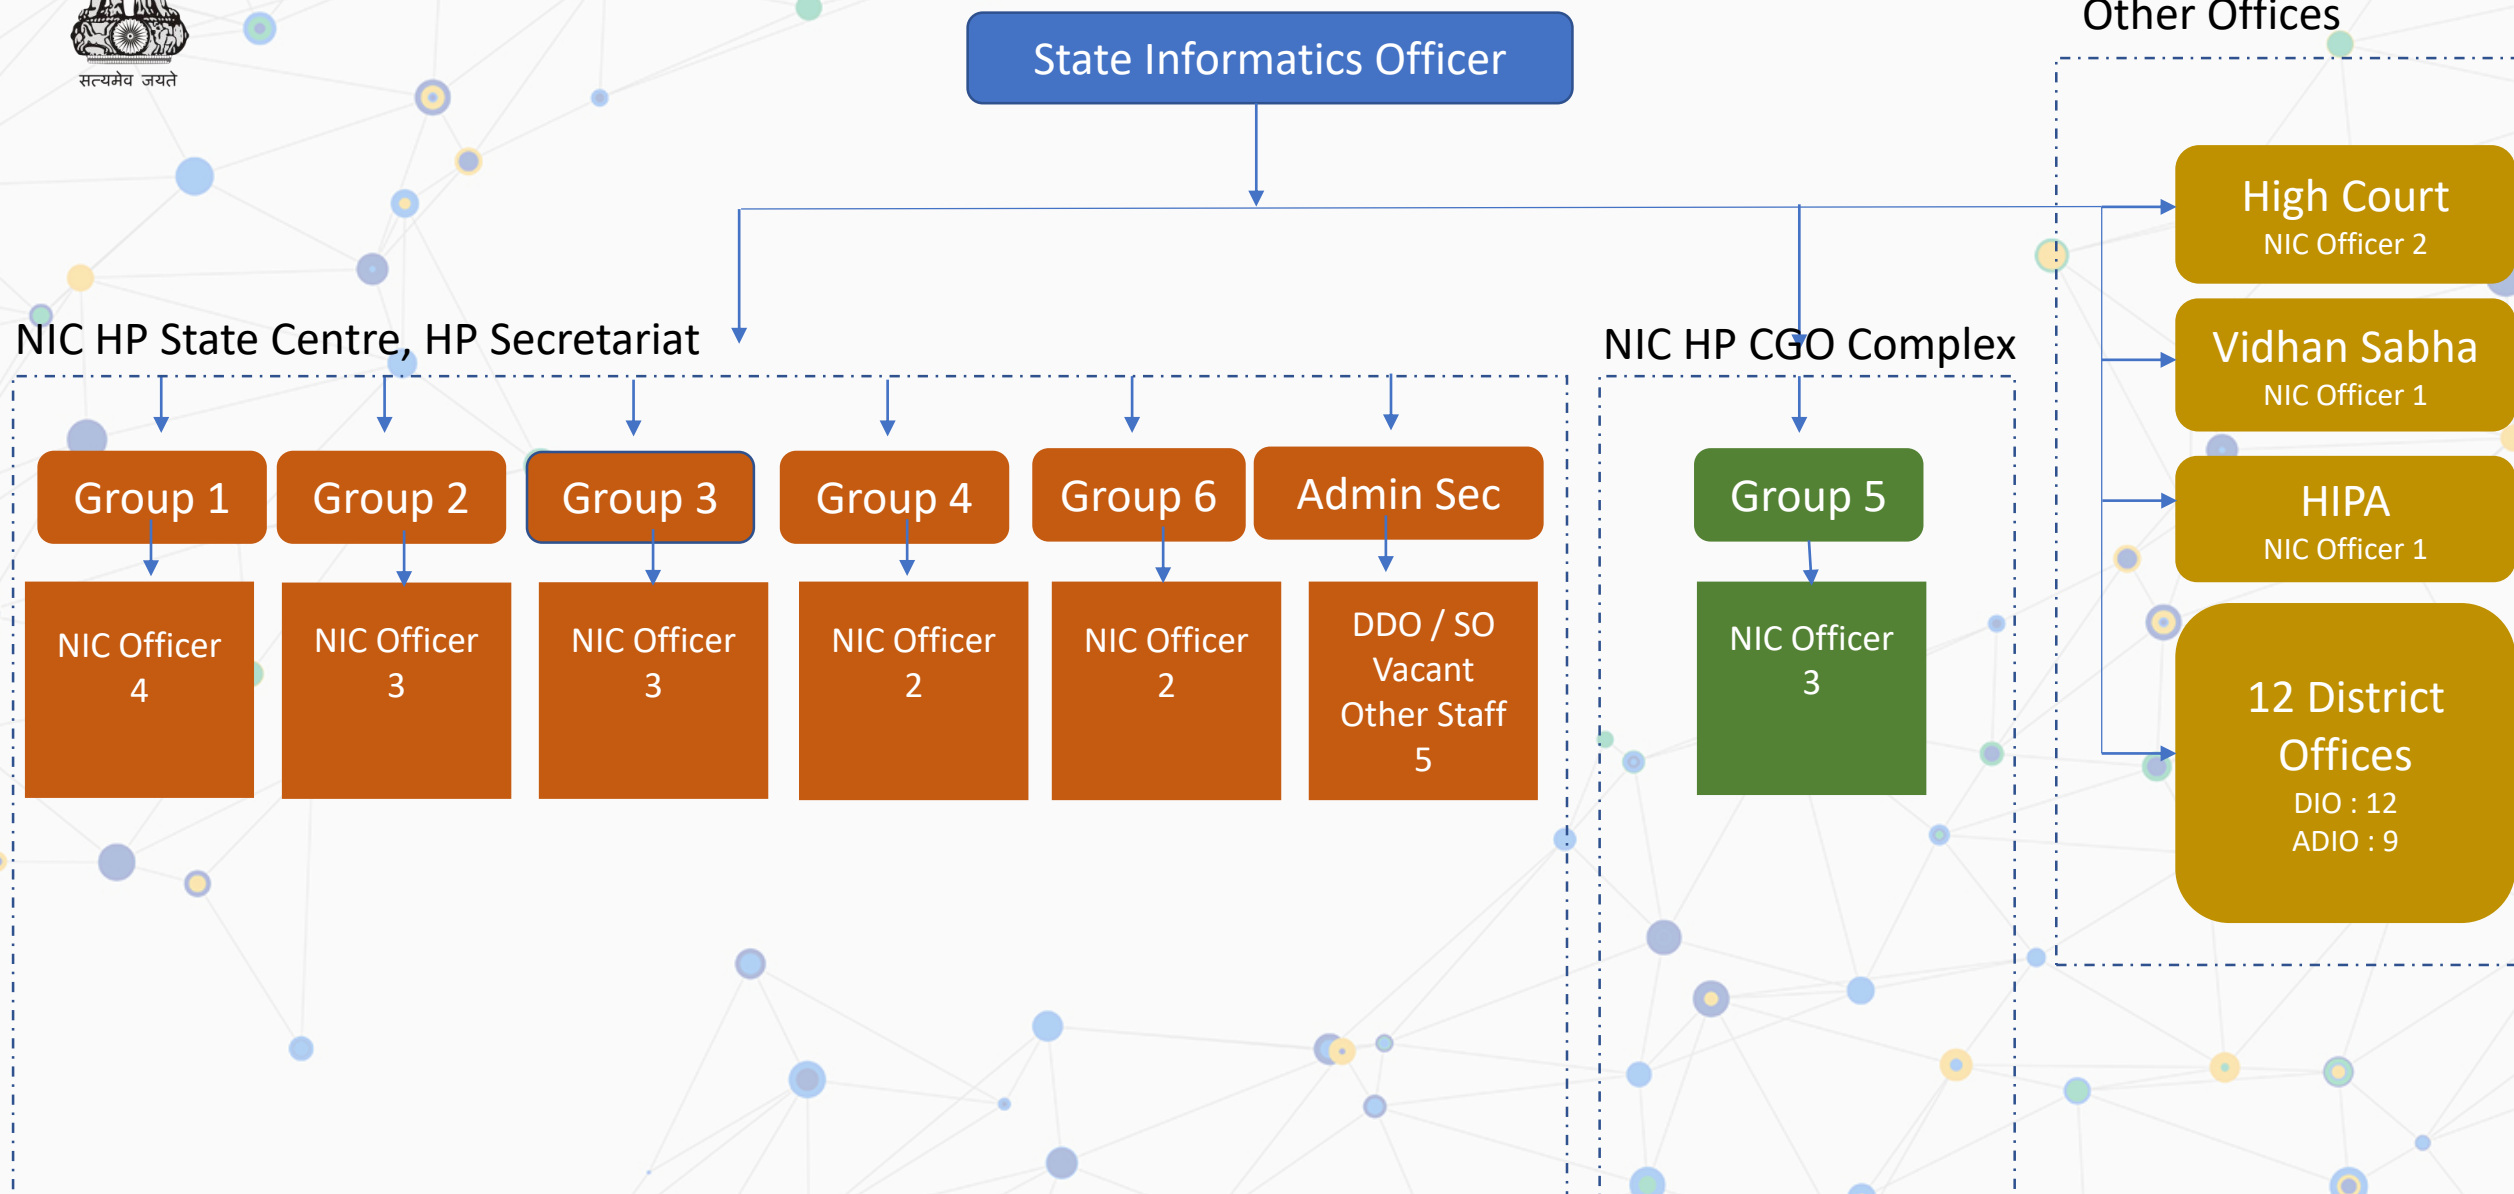 सत्यमेव जयते
State Informatics Officer
Other Offices
High Court
NIC Officer 2
Vidhan Sabha
NIC Officer 1
HIPA
NIC Officer 1
12 District
Offices
DIO : 12
ADIO : 9
NIC HP State Centre, HP Secretariat
Group 1
NIC Officer
4
Group 2
NIC Officer
3
Group 3
NIC Officer
3
Group 4
NIC Officer
2
Group 6
NIC Officer
2
Admin Sec
DDO / SO
Vacant
Other Staff
5
NIC HP CGO Complex
Group 5
NIC Officer
3